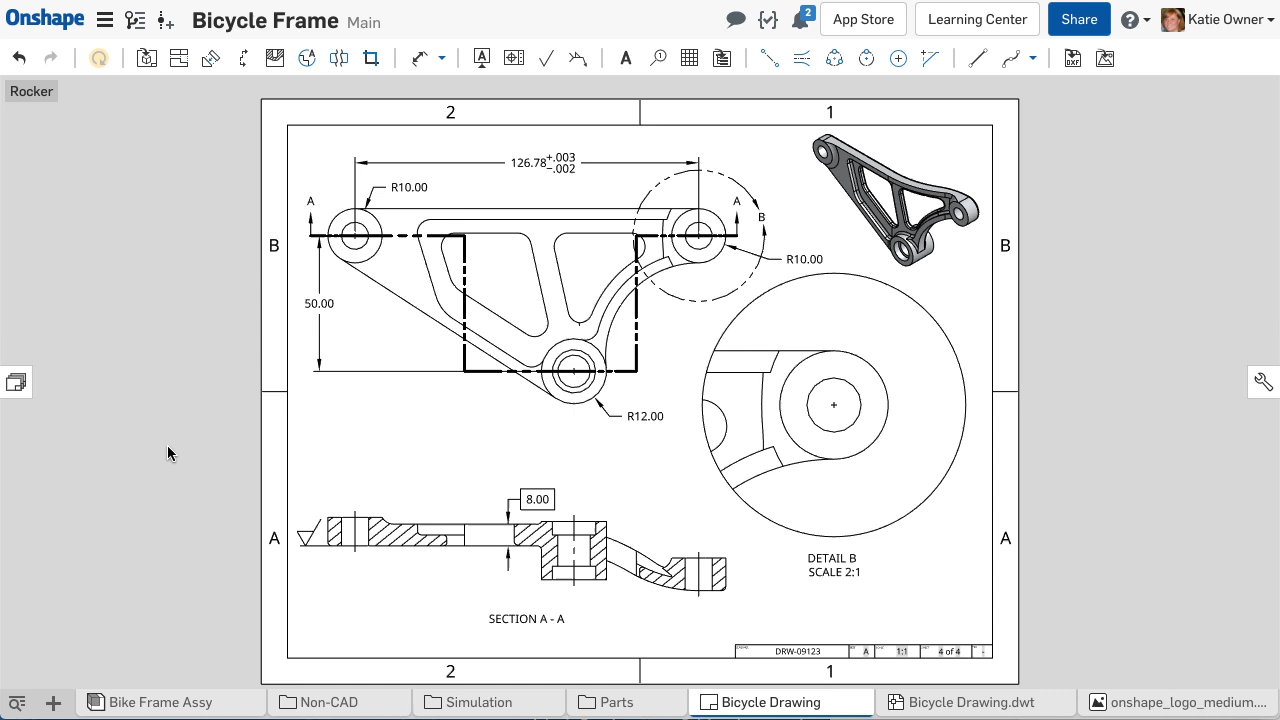 Onshape
Bicycle Frame Main
2
App Store
Learning Center
Share
Katie Owner
Rocker
2 1
126.78 +.003
−.002
R10.00
A A
B
B B
R10.00
50.00
R12.00
8.00
A A
DETAIL B
SCALE 2:1
SECTION A - A
DRW-09123 A 1:1 4 of 4 -
2 1
Bike Frame Assy
Non-CAD
Simulation
Parts
Bicycle Drawing
Bicycle Drawing.dwt
onshape_logo_medium....